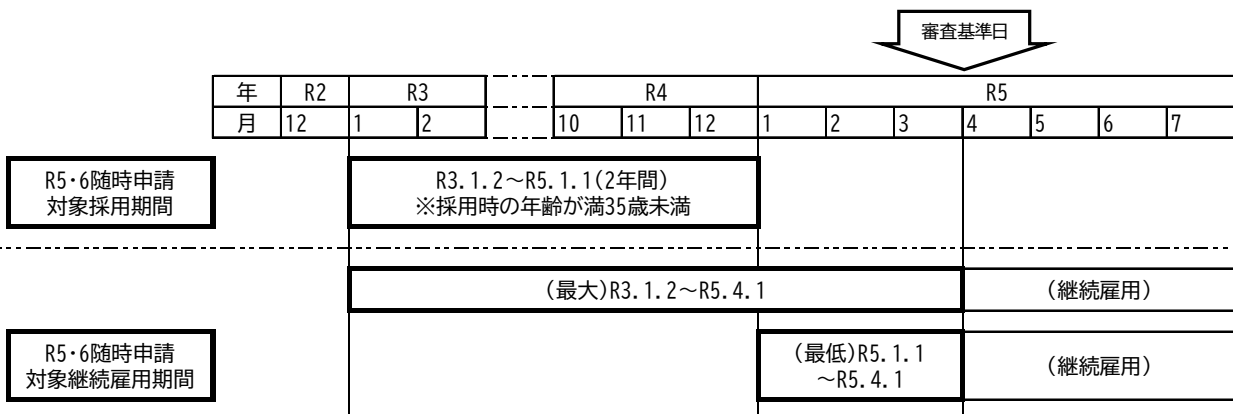 審査基準日
年 R2 R3 R4 R5
月 12 1 2 10 11 12 1 2 3 4 5 6 7
R5・6随時申請
対象採用期間
R3.1.2～R5.1.1(2年間)
※採用時の年齢が満35歳未満
(最大)R3.1.2～R5.4.1 (継続雇用)
R5・6随時申請
対象継続雇用期間
(最低)R5.1.1
～R5.4.1
(継続雇用)